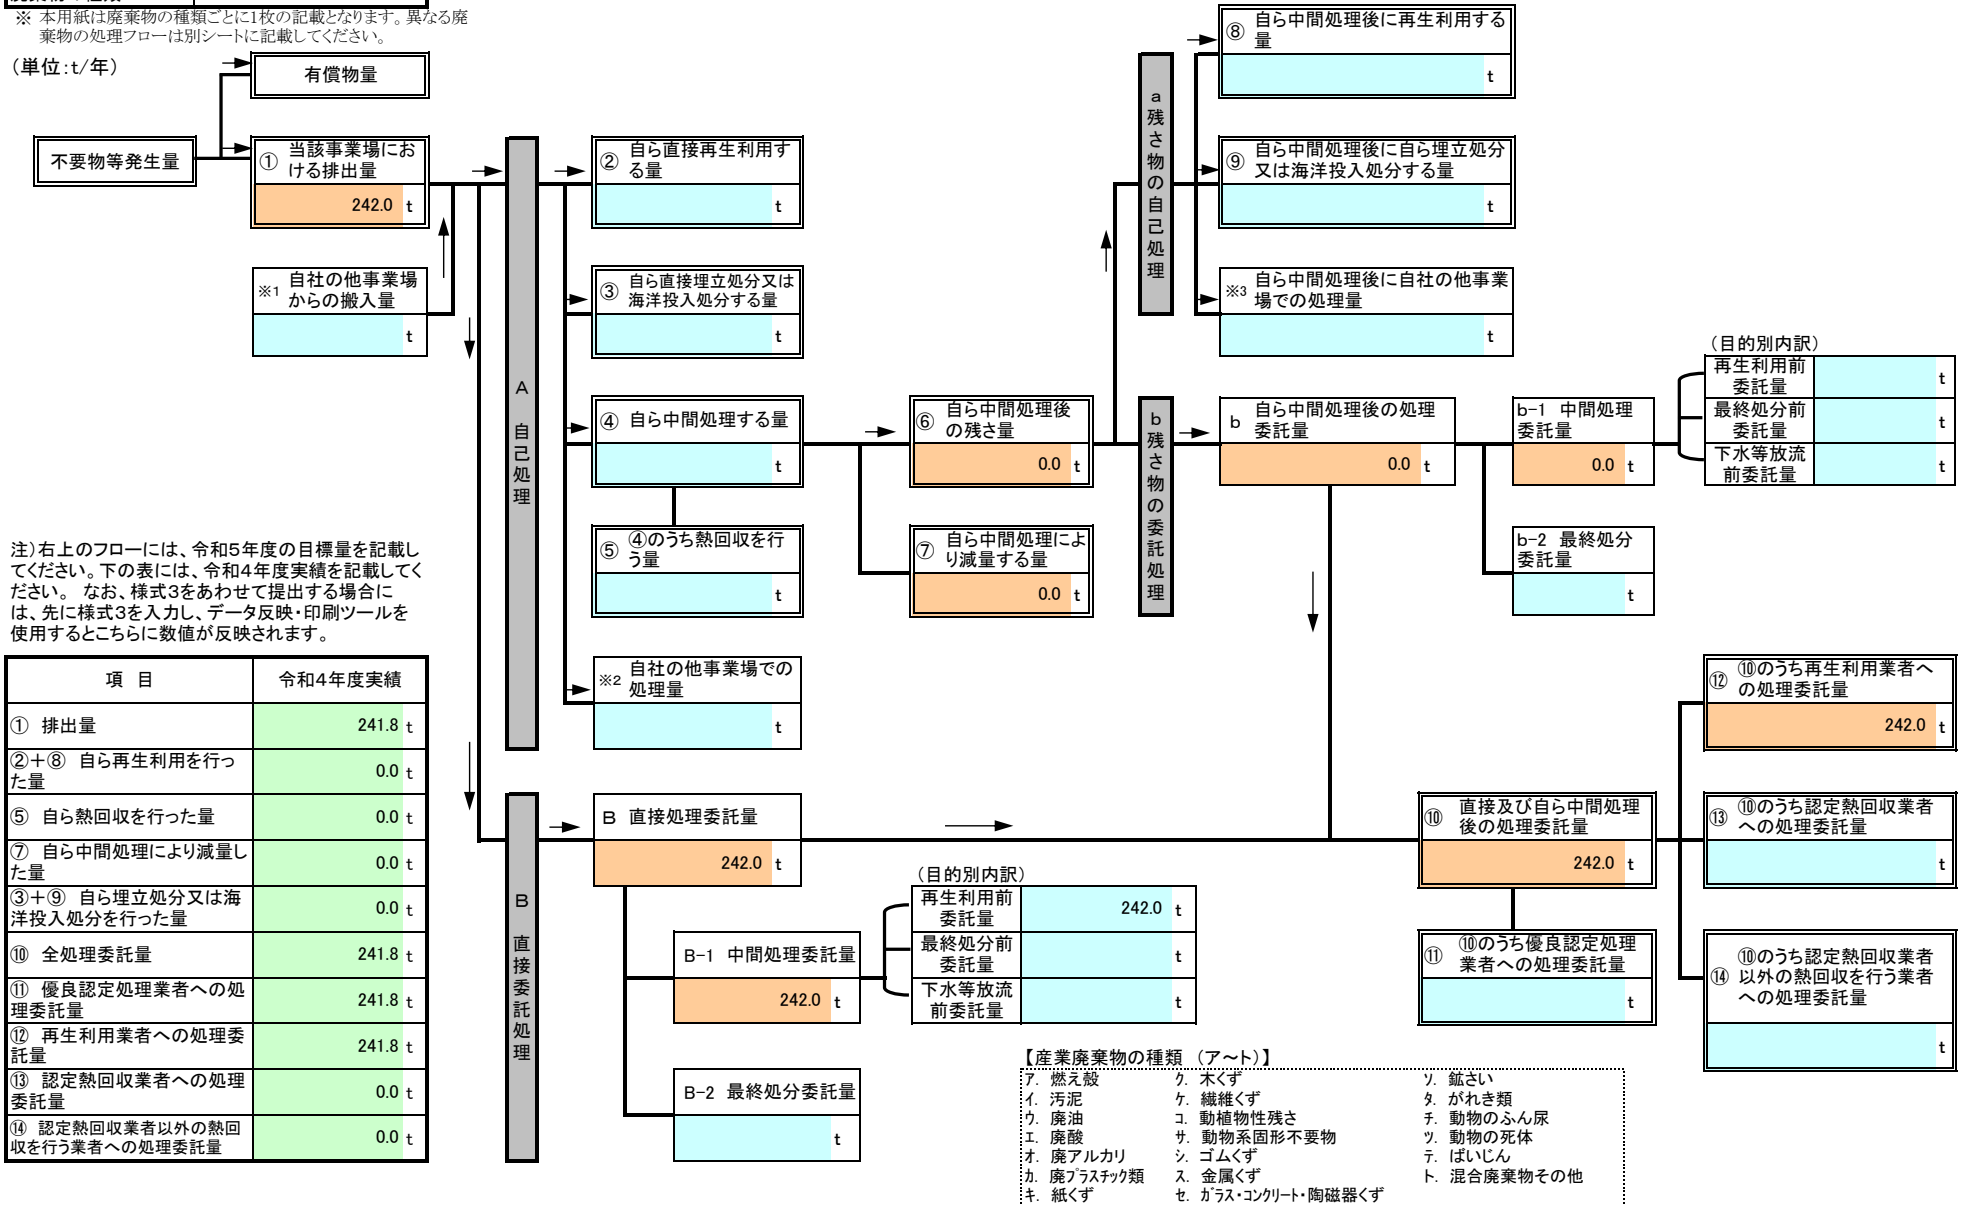 ※ 本用紙は廃棄物の種類ごとに1枚の記載となります。異なる廃
棄物の処理フローは別シートに記載してください。
(単位:t/年)
有償物量
不要物等発生量
① 当該事業場にお
ける排出量
242.0 t
※1 自社の他事業場
からの搬入量
t
A 自己処理
② 自ら直接再生利用す
る量
t
③ 自ら直接埋立処分又は
海洋投入処分する量
t
④ 自ら中間処理する量
t
⑤ ④のうち熱回収を行
う量
t
※2 自社の他事業場での
処理量
t
⑥ 自ら中間処理後
の残さ量
0.0 t
⑦ 自ら中間処理によ
り減量する量
0.0 t
a残さ物の自己処理
⑧ 自ら中間処理後に再生利用する
量
t
⑨ 自ら中間処理後に自ら埋立処分
又は海洋投入処分する量
t
※3 自ら中間処理後に自社の他事業
場での処理量
t
b残さ物の委託処理
b 自ら中間処理後の処理
委託量
0.0 t
b-1 中間処理
委託量
0.0 t
(目的別内訳)
再生利用前
委託量
t
最終処分前
委託量
t
下水等放流
前委託量
t
b-2 最終処分
委託量
t
注)右上のフローには、令和5年度の目標量を記載し
てください。下の表には、令和4年度実績を記載してく
ださい。 なお、様式3をあわせて提出する場合に
は、先に様式3を入力し、データ反映・印刷ツールを
使用するとこちらに数値が反映されます。
項 目 令和4年度実績
① 排出量 241.8 t
②+⑧ 自ら再生利用を行っ
た量 0.0 t
⑤ 自ら熱回収を行った量 0.0 t
⑦ 自ら中間処理により減量し
た量 0.0 t
③+⑨ 自ら埋立処分又は海
洋投入処分を行った量 0.0 t
⑩ 全処理委託量 241.8 t
⑪ 優良認定処理業者への処
理委託量 241.8 t
⑫ 再生利用業者への処理委
託量 241.8 t
⑬ 認定熱回収業者への処理
委託量 0.0 t
⑭ 認定熱回収業者以外の熱回
収を行う業者への処理委託量 0.0 t
B 直接委託処理
B 直接処理委託量
242.0 t
B-1 中間処理委託量
242.0 t
B-2 最終処分委託量
t
(目的別内訳)
再生利用前
委託量
242.0 t
最終処分前
委託量
t
下水等放流
前委託量
t
⑩ 直接及び自ら中間処理
後の処理委託量
242.0 t
⑪ ⑩のうち優良認定処理
業者への処理委託量
t
⑫ ⑩のうち再生利用業者へ
の処理委託量
242.0 t
⑬ ⑩のうち認定熱回収業者
への処理委託量
t
⑭ ⑩のうち認定熱回収業者
以外の熱回収を行う業者
への処理委託量
t
【産業廃棄物の種類 (ア～ト)】
ア. 燃え殻 ク. 木くず ソ. 鉱さい
イ. 汚泥 ケ. 繊維くず タ. がれき類
ウ. 廃油 コ. 動植物性残さ チ. 動物のふん尿
エ. 廃酸 サ. 動物系固形不要物 ツ. 動物の死体
オ. 廃アルカリ シ. ゴムくず テ. ばいじん
カ. 廃プラスチック類 ス. 金属くず ト. 混合廃棄物その他
キ. 紙くず セ. ガラス・コンクリート・陶磁器くず